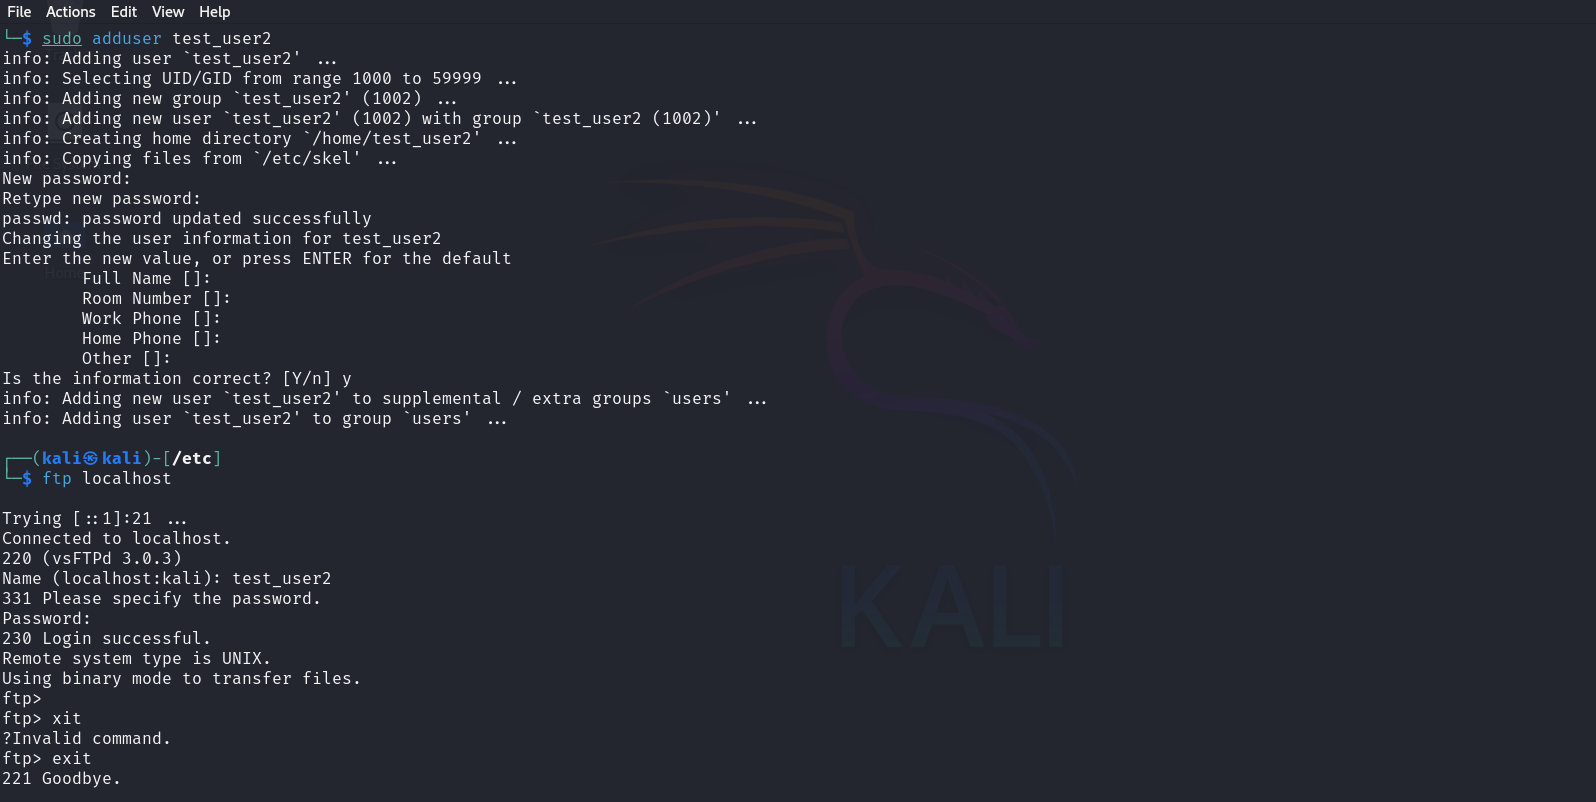 File Actions Edit View Help
└─$ sudo adduser test_user2
info: Adding user `test_user2' ...
info: Selecting UID/GID from range 1000 to 59999 ...
info: Adding new group `test_user2' (1002) ...
info: Adding new user `test_user2' (1002) with group `test_user2 (1002)' ...
info: Creating home directory `/home/test_user2' ...
info: Copying files from `/etc/skel' ...
New password:
Retype new password:
passwd: password updated successfully
Changing the user information for test_user2
Enter the new value, or press ENTER for the default
Home
Full Name []:
Room Number []:
Work Phone []:
Home Phone []:
Other []:
Is the information correct? [Y/n] y
info: Adding new user `test_user2' to supplemental / extra groups `users' ...
info: Adding user `test_user2' to group `users' ...
┌──(kali㉿kali)-[/etc]
└─$ ftp localhost
Trying [::1]:21 ...
Connected to localhost.
220 (vsFTPd 3.0.3)
Name (localhost:kali): test_user2
331 Please specify the password.
Password:
230 Login successful.
Remote system type is UNIX.
Using binary mode to transfer files.
ftp>
ftp> xit
?Invalid command.
ftp> exit
221 Goodbye.
KALI